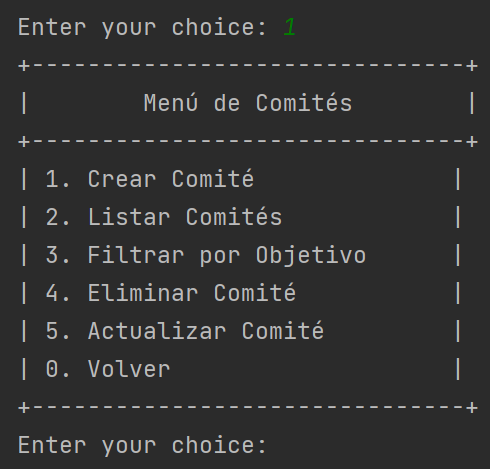 Enter your choice: 1
+-------------------------------+
|        Menú de Comités        |
+-------------------------------+
| 1. Crear Comité              |
| 2. Listar Comités            |
| 3. Filtrar por Objetivo      |
| 4. Eliminar Comité           |
| 5. Actualizar Comité         |
| 0. Volver                    |
+-------------------------------+
Enter your choice: